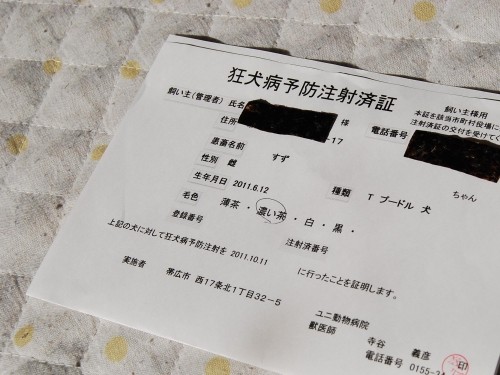 狂犬病予防注射済証
飼い主様用
本証を該当市町村役場に
注射済証の交付を受けてく
飼い主(管理者)氏名 様
住所 -17 電話番号
患畜名前 すず ちゃん
性別 雌
生年月日 2011.6.12 種類 T プードル 犬
毛色 薄茶・濃い茶・白・黒・
登録番号 注射済番号
上記の犬に対して狂犬病予防注射を 2011.10.11 に行ったことを証明します。
実施者 帯広市 西17条北1丁目32-5
ユニ動物病院
獣医師 寺谷 義彦 印
電話番号 0155-3